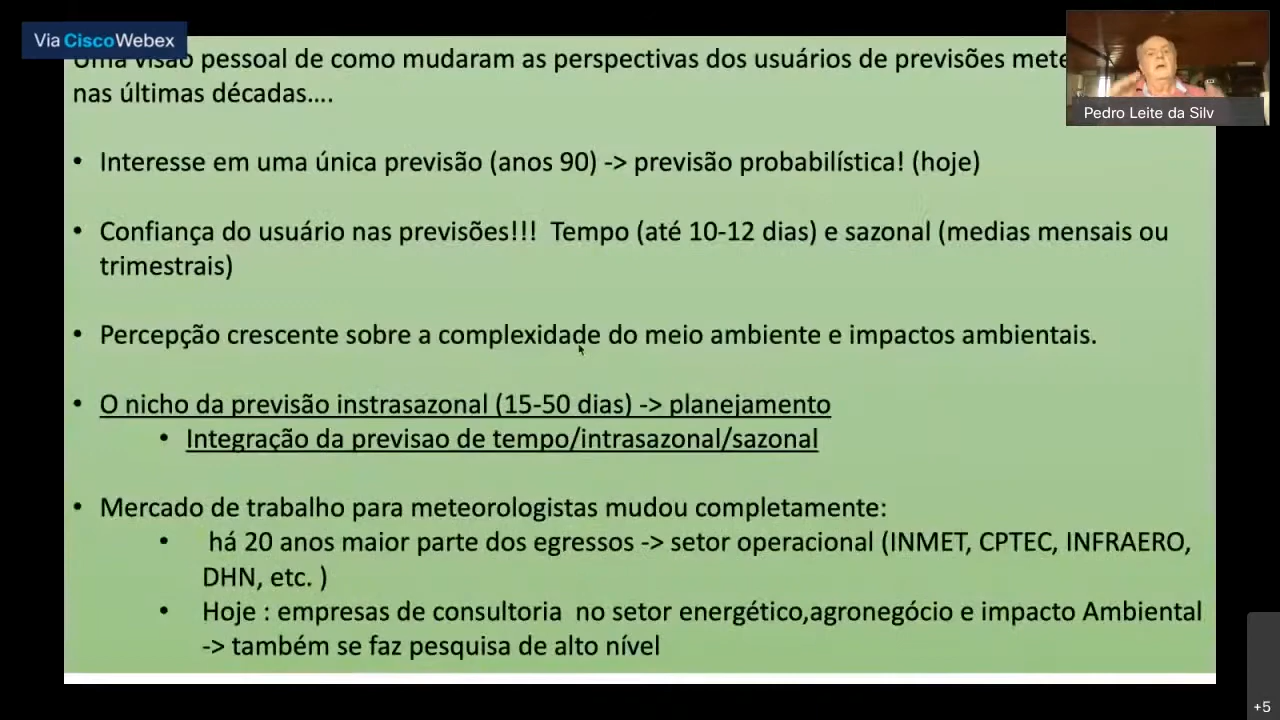 Via Cisco Webex
Uma visão pessoal de como mudaram as perspectivas dos usuários de previsões
nas últimas décadas....
Pedro Leite da Silv
• Interesse em uma única previsão (anos 90) -> previsão probabilística! (hoje)
• Confiança do usuário nas previsões!!! Tempo (até 10-12 dias) e sazonal (medias mensais ou
trimestrais)
• Percepção crescente sobre a complexidade do meio ambiente e impactos ambientais.
• O nicho da previsão instrasazonal (15-50 dias) -> planejamento
• Integração da previsao de tempo/intrasazonal/sazonal
• Mercado de trabalho para meteorologistas mudou completamente:
• há 20 anos maior parte dos egressos -> setor operacional (INMET, CPTEC, INFRAERO,
DHN, etc. )
• Hoje : empresas de consultoria no setor energético,agronegócio e impacto Ambiental
-> também se faz pesquisa de alto nível
+5